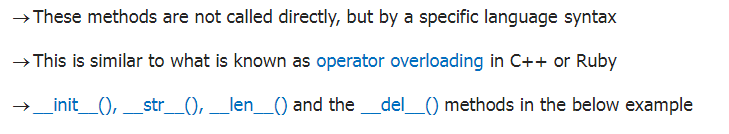 → These methods are not called directly, but by a specific language syntax
→ This is similar to what is known as operator overloading in C++ or Ruby
→ __init__(), __str__(), __len__() and the __del__() methods in the below example